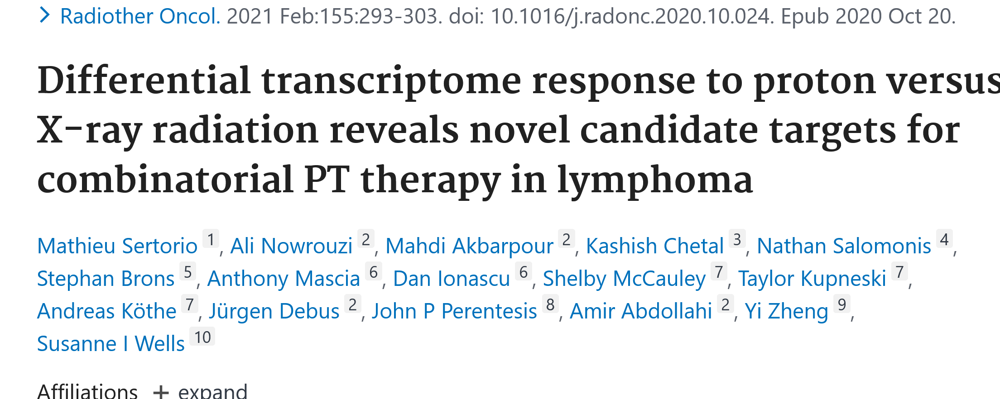 Radiother Oncol. 2021 Feb:155:293-303. doi: 10.1016/j.radonc.2020.10.024. Epub 2020 Oct 20.
Differential transcriptome response to proton versus
X-ray radiation reveals novel candidate targets for
combinatorial PT therapy in lymphoma
Mathieu Sertorio 1, Ali Nowrouzi 2, Mahdi Akbarpour 2, Kashish Chetal 3, Nathan Salomonis 4,
Stephan Brons 5, Anthony Mascia 6, Dan Ionascu 6, Shelby McCauley 7, Taylor Kupneski 7,
Andreas Köthe 7, Jürgen Debus 2, John P Perentesis 8, Amir Abdollahi 2, Yi Zheng 9,
Susanne I Wells 10
Affiliations + expand